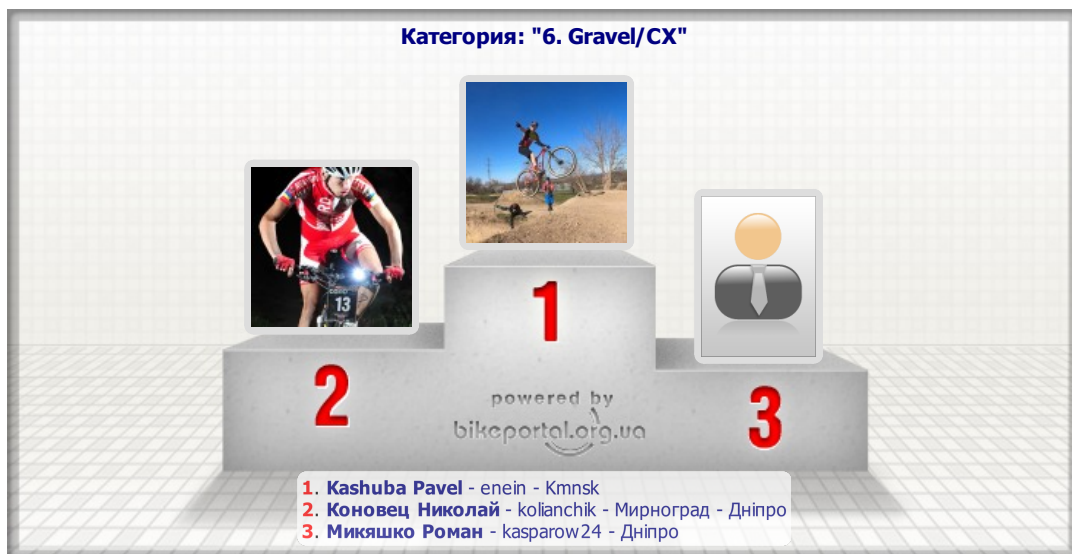 Категория: "6. Gravel/CX"
13
1
2
3
powered by
bikeportal.org.ua
1. Kashuba Pavel - enein - Kmnsk
2. Коновец Николай - kolianchik - Мирноград - Дніпро
3. Микяшко Роман - kasparow24 - Дніпро